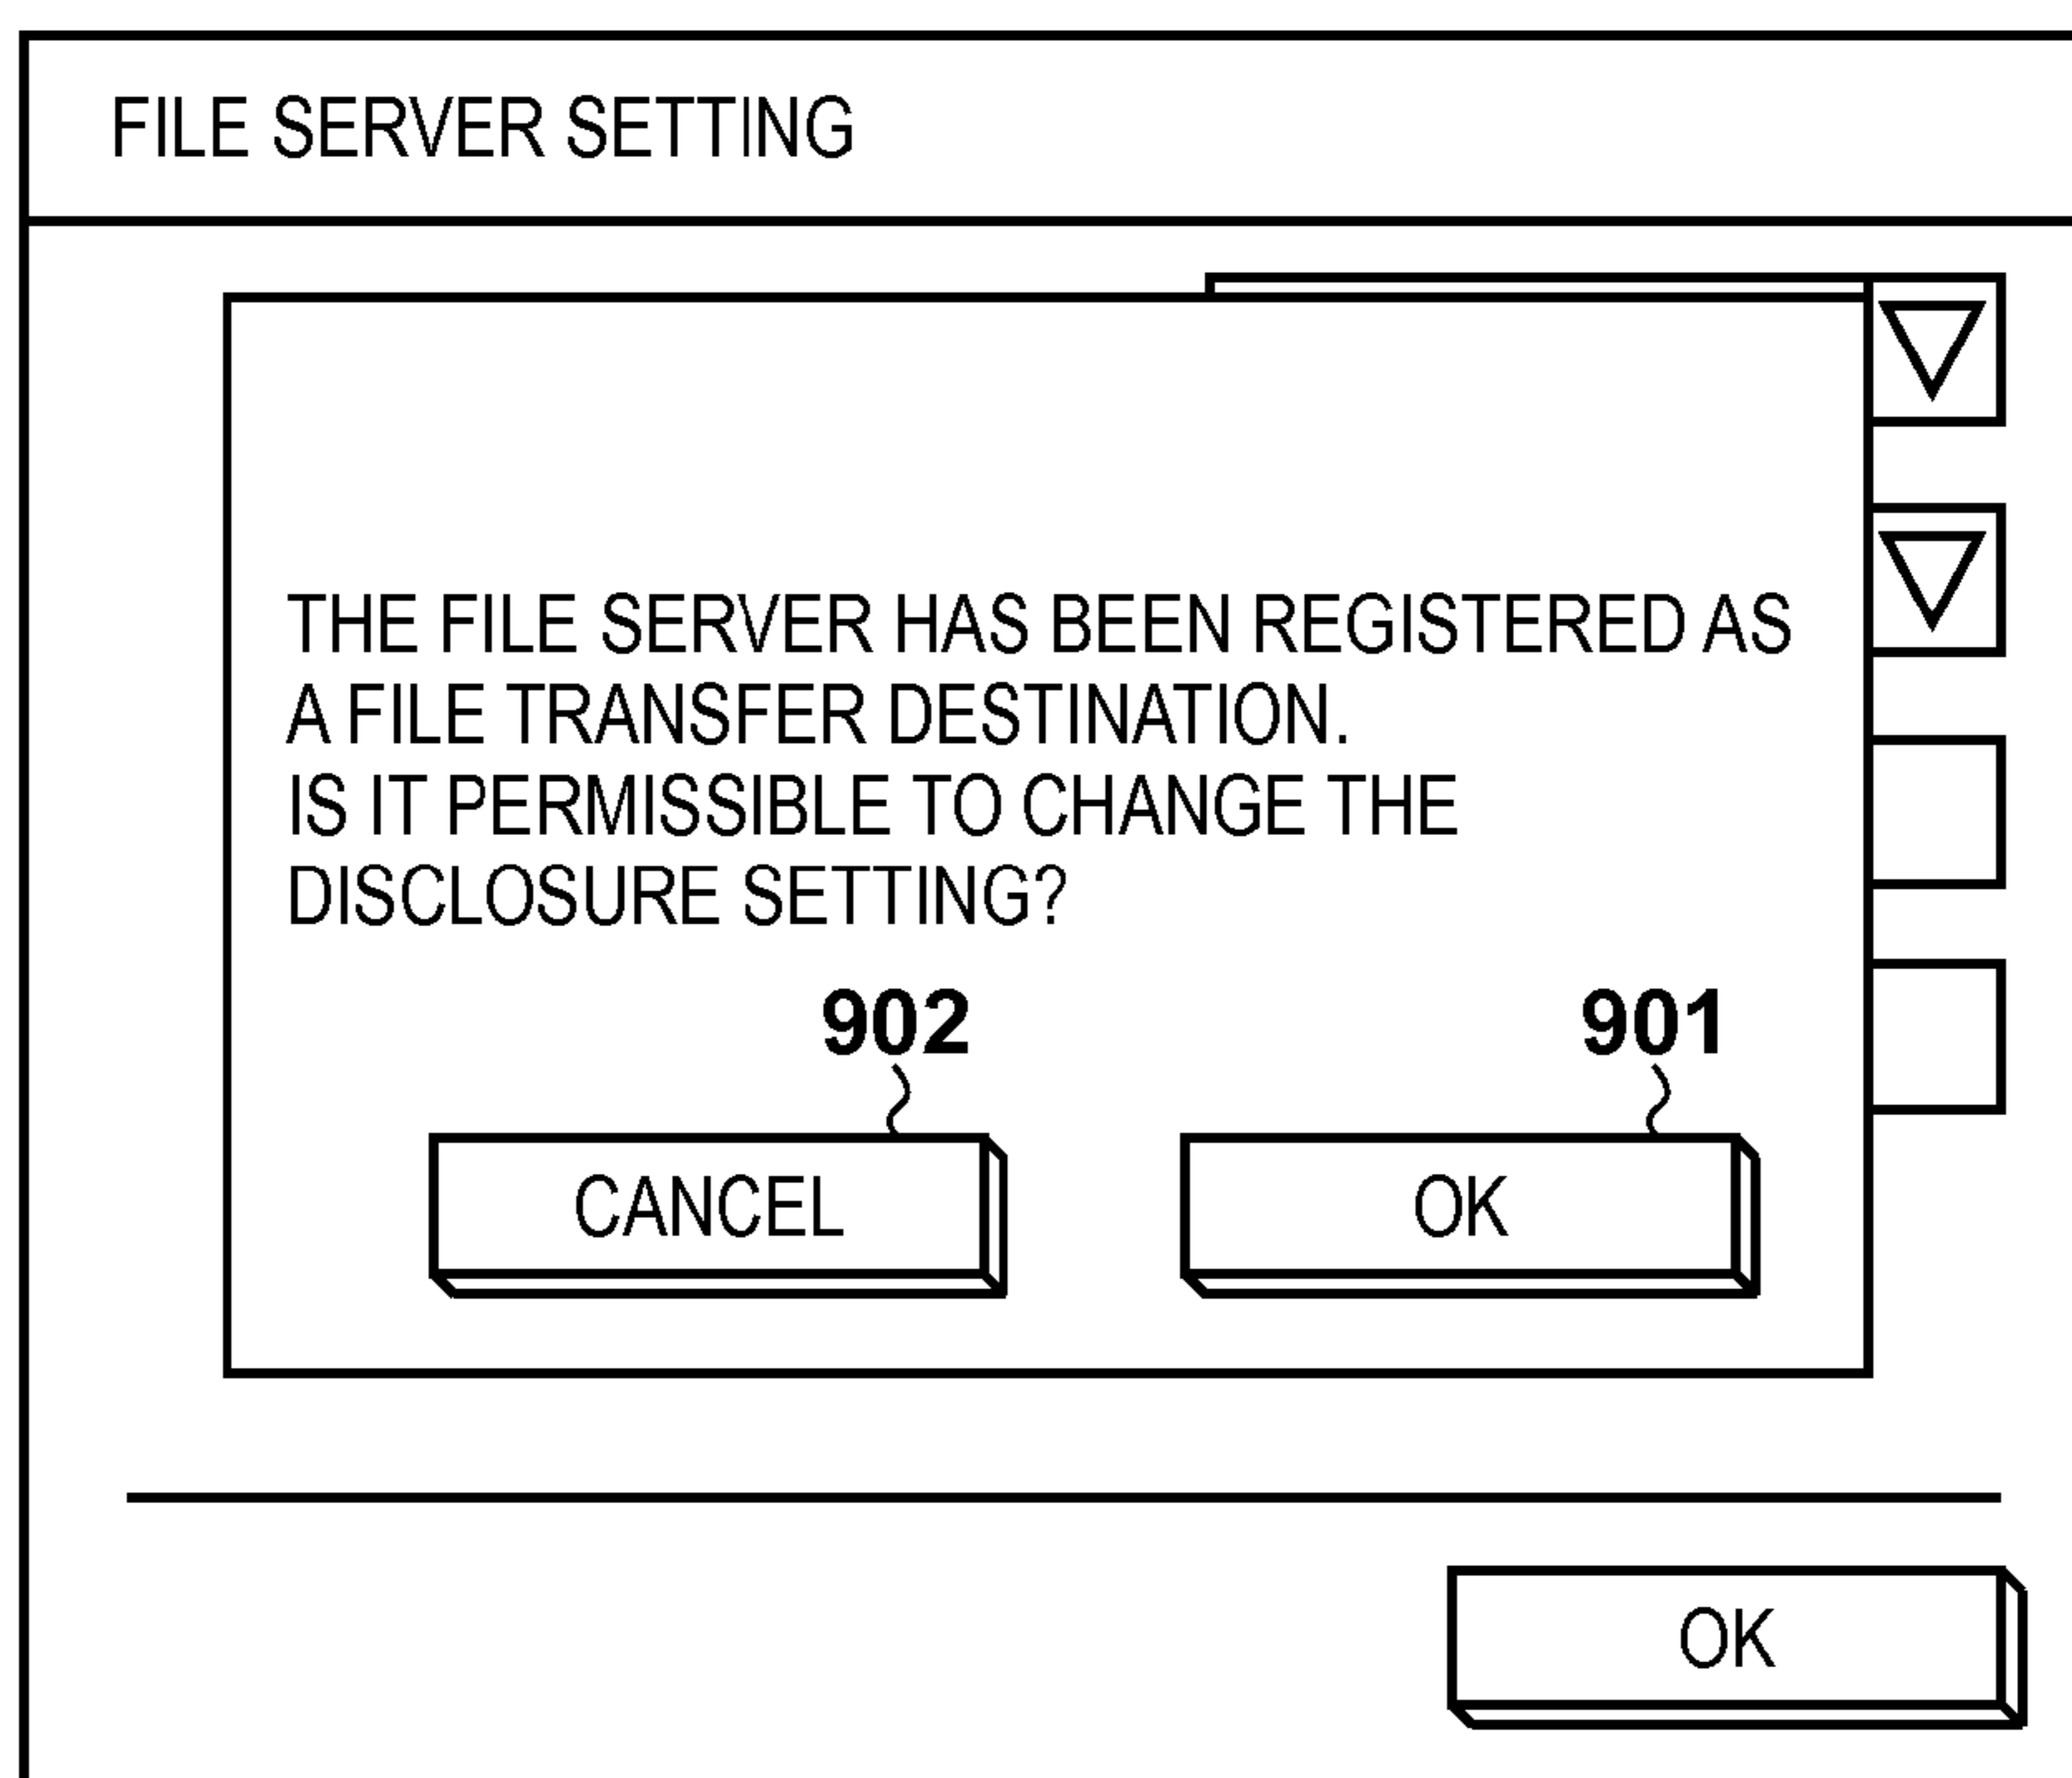 FILE SERVER SETTING
THE FILE SERVER HAS BEEN REGISTERED AS
A FILE TRANSFER DESTINATION.
IS IT PERMISSIBLE TO CHANGE THE
DISCLOSURE SETTING?
902 901
CANCEL OK
OK